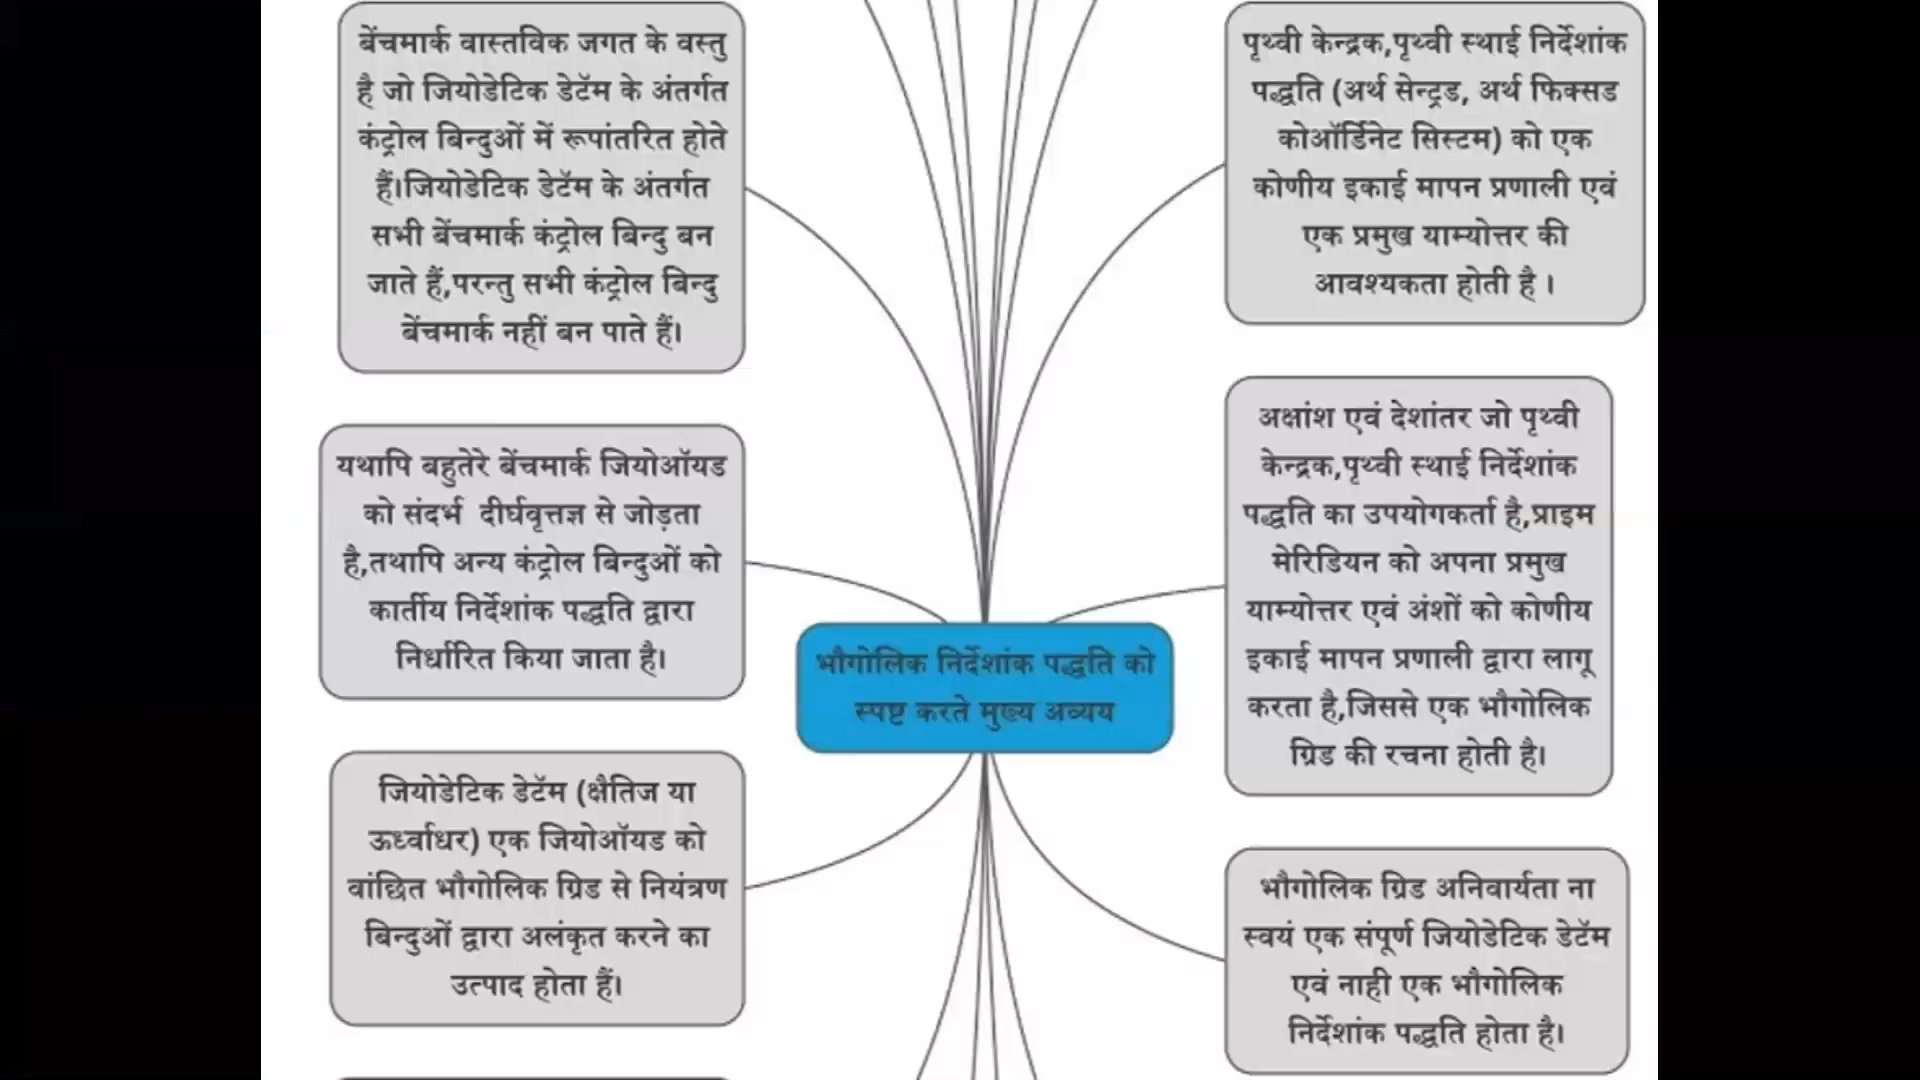 बेंचमार्क वास्तविक जगत के वस्तु
है जो जियोडेटिक डेटॅम के अंतर्गत
कंट्रोल बिन्दुओं में रूपांतरित होते
हैं।जियोडेटिक डेटॅम के अंतर्गत
सभी बेंचमार्क कंट्रोल बिन्दु बन
जाते हैं,परन्तु सभी कंट्रोल बिन्दु
बेंचमार्क नहीं बन पाते हैं।
यथापि बहुतेरे बेंचमार्क जियोऑयड
को संदर्भ दीर्घवृत्तज्ञ से जोड़ता
है,तथापि अन्य कंट्रोल बिन्दुओं को
कार्तीय निर्देशांक पद्धति द्वारा
निर्धारित किया जाता है।
जियोडेटिक डेटॅम (क्षैतिज या
ऊर्ध्वाधर) एक जियोऑयड को
वांछित भौगोलिक ग्रिड से नियंत्रण
बिन्दुओं द्वारा अलंकृत करने का
उत्पाद होता हैं।
भौगोलिक निर्देशांक पद्धति को
स्पष्ट करते मुख्य अव्यय
पृथ्वी केन्द्रक,पृथ्वी स्थाई निर्देशांक
पद्धति (अर्थ सेन्ट्रड, अर्थ फिक्सड
कोऑर्डिनेट सिस्टम) को एक
कोणीय इकाई मापन प्रणाली एवं
एक प्रमुख याम्योत्तर की
आवश्यकता होती है ।
अक्षांश एवं देशांतर जो पृथ्वी
केन्द्रक,पृथ्वी स्थाई निर्देशांक
पद्धति का उपयोगकर्ता है,प्राइम
मेरिडियन को अपना प्रमुख
याम्योत्तर एवं अंशों को कोणीय
इकाई मापन प्रणाली द्वारा लागू
करता है,जिससे एक भौगोलिक
ग्रिड की रचना होती है।
भौगोलिक ग्रिड अनिवार्यता ना
स्वयं एक संपूर्ण जियोडेटिक डेटॅम
एवं नाही एक भौगोलिक
निर्देशांक पद्धति होता है।